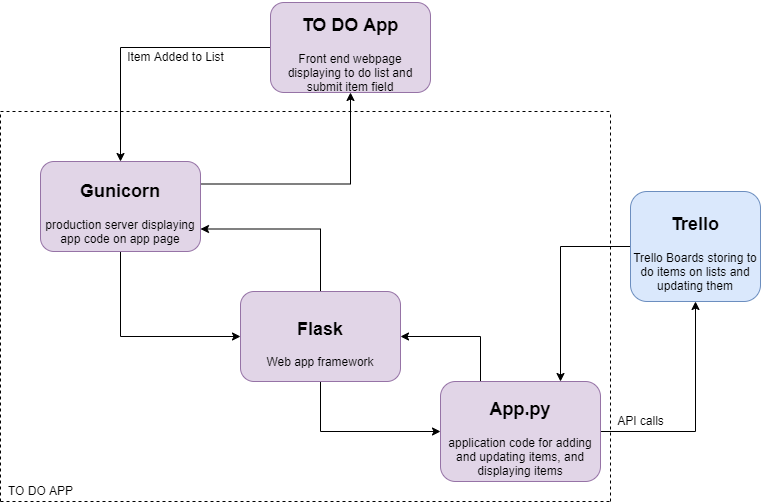 TO DO App
Front end webpage
displaying to do list and
submit item field
Item Added to List
Gunicorn
production server displaying
app code on app page
Trello
Trello Boards storing to
do items on lists and
updating them
Flask
Web app framework
App.py
application code for adding
and updating items, and
displaying items
API calls
TO DO APP